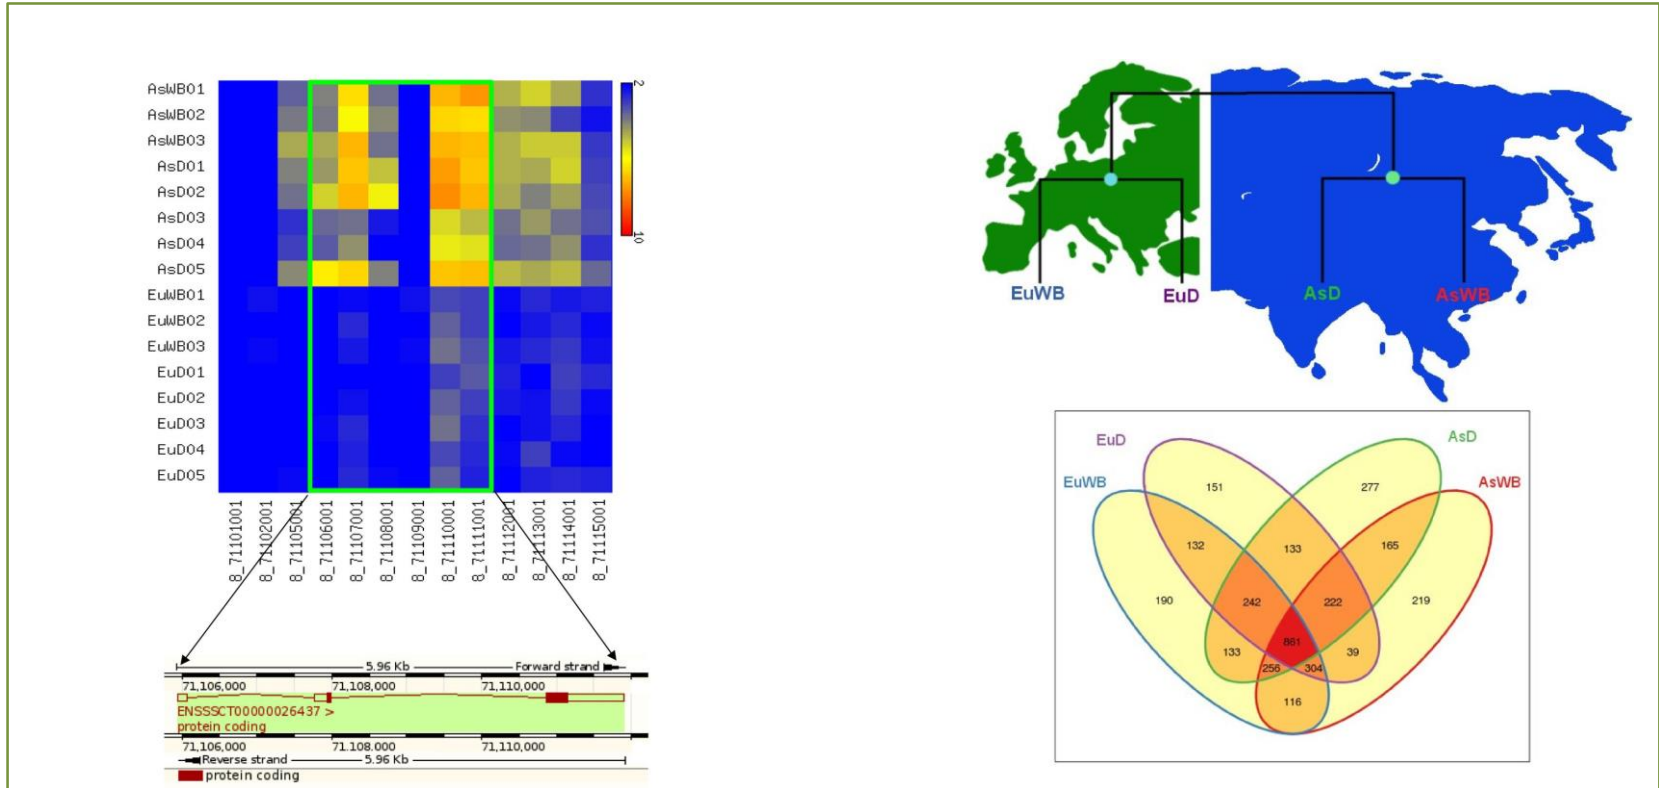 AsWB01
AsWB02
AsWB03
AsD01
AsD02
AsD03
AsD04
AsD05
EuWB01
EuWB02
EuWB03
EuD01
EuD02
EuD03
EuD04
EuD05
2
10
8_71101001
8_71102001
8_71105001
8_71106001
8_71107001
8_71108001
8_71109001
8_71110001
8_71111001
8_71112001
8_71113001
8_71114001
8_71115001
5.96 Kb Forward strand
71,106,000 71,108,000 71,110,000
ENSSSCT00000026437 >
protein coding
71,106,000 71,108,000 71,110,000
Reverse strand 5.96 Kb
protein coding
EuWB EuD AsD AsWB
EuD AsD
EuWB AsWB
151 277
132 133 165
190 242 222 219
861
133 256 304 39
116